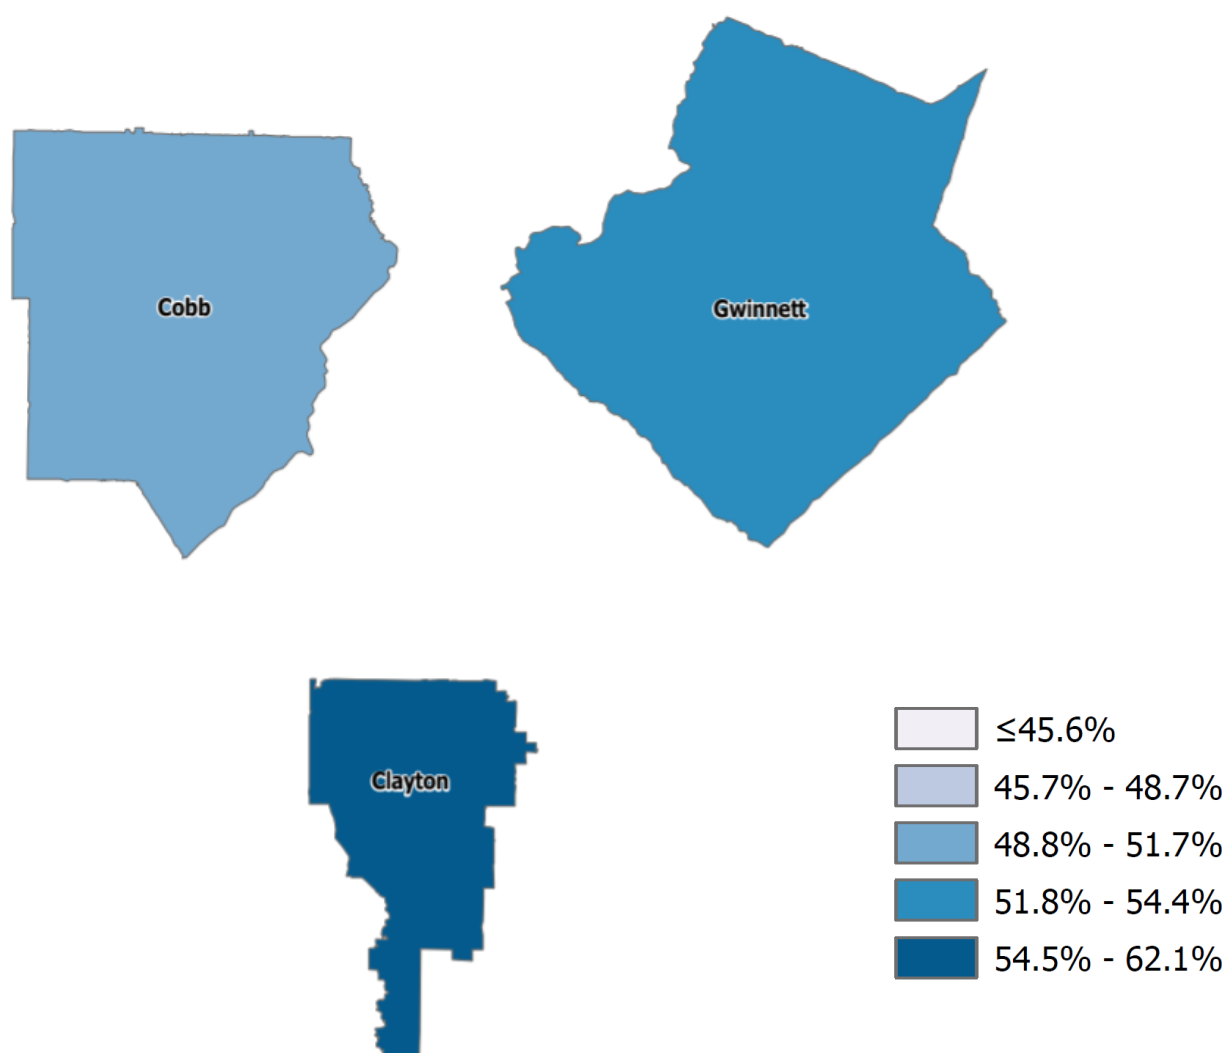 Cobb
Gwinnett
Clayton
≤45.6%
45.7% - 48.7%
48.8% - 51.7%
51.8% - 54.4%
54.5% - 62.1%